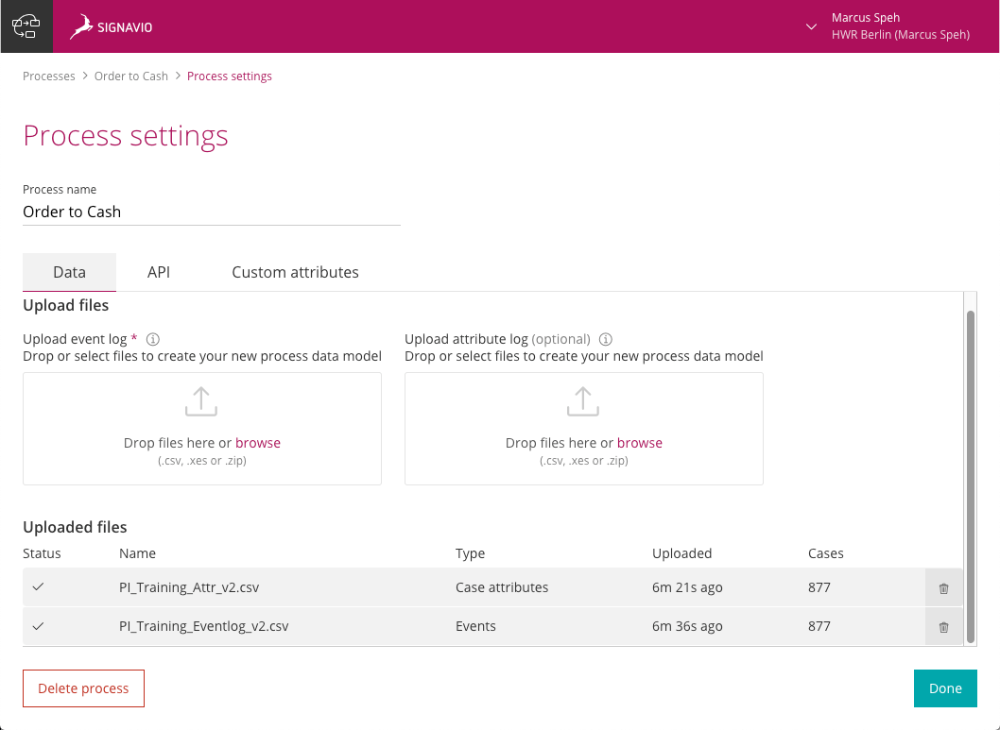 SIGNAVIO
Marcus Speh
HWR Berlin (Marcus Speh)
Processes > Order to Cash > Process settings
Process settings
Process name
Order to Cash
Data API Custom attributes
Upload files
Upload event log *
Drop or select files to create your new process data model
Drop files here or browse
(.csv, .xes or .zip)
Upload attribute log (optional)
Drop or select files to create your new process data model
Drop files here or browse
(.csv, .xes or .zip)
Uploaded files
Status Name Type Uploaded Cases
PI_Training_Attr_v2.csv Case attributes 6m 21s ago 877
PI_Training_Eventlog_v2.csv Events 6m 36s ago 877
Delete process Done